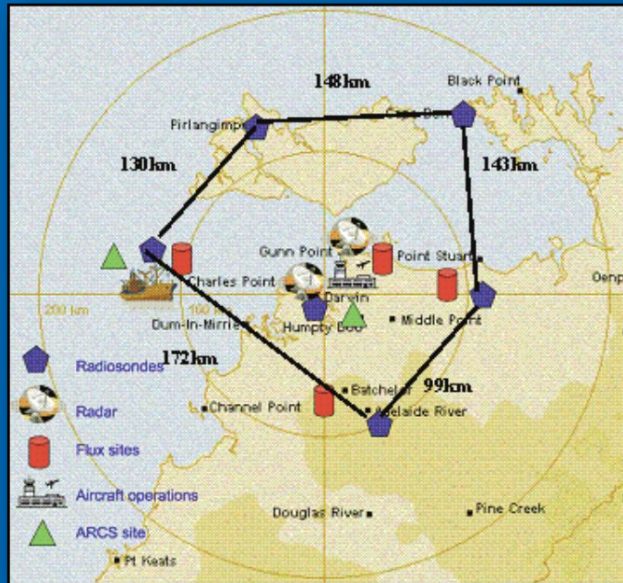 148km
Black Point
Pirlangimp
130km
143km
Gunn Point
Point Stuart
Charles Point
Oenp
200 km
Darwin
Dum-In-Mirrie
Humpty Doo
Middle Point
172km
99km
Radiosondes
Batchelor
Adelaide River
Channel Point
Radar
Flux sites
Aircraft operations
Douglas River
Pine Creek
ARCS site
Pt Keats